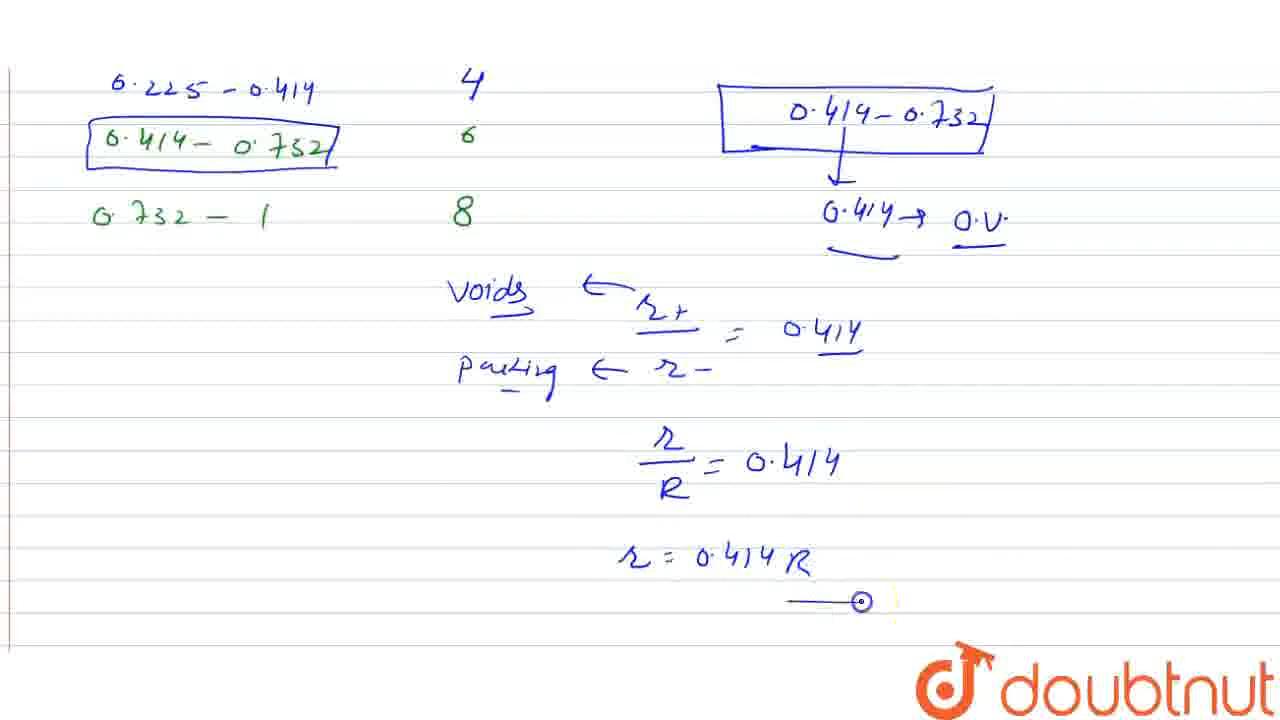 0.225 - 0.414 4
0.414 - 0.732 6
0.732 - 1 8
0.414 - 0.732
0.414 → O.V.
Voids ← r+
packing ← r-
= 0.414
r/R = 0.414
r = 0.414 R
doubtnut